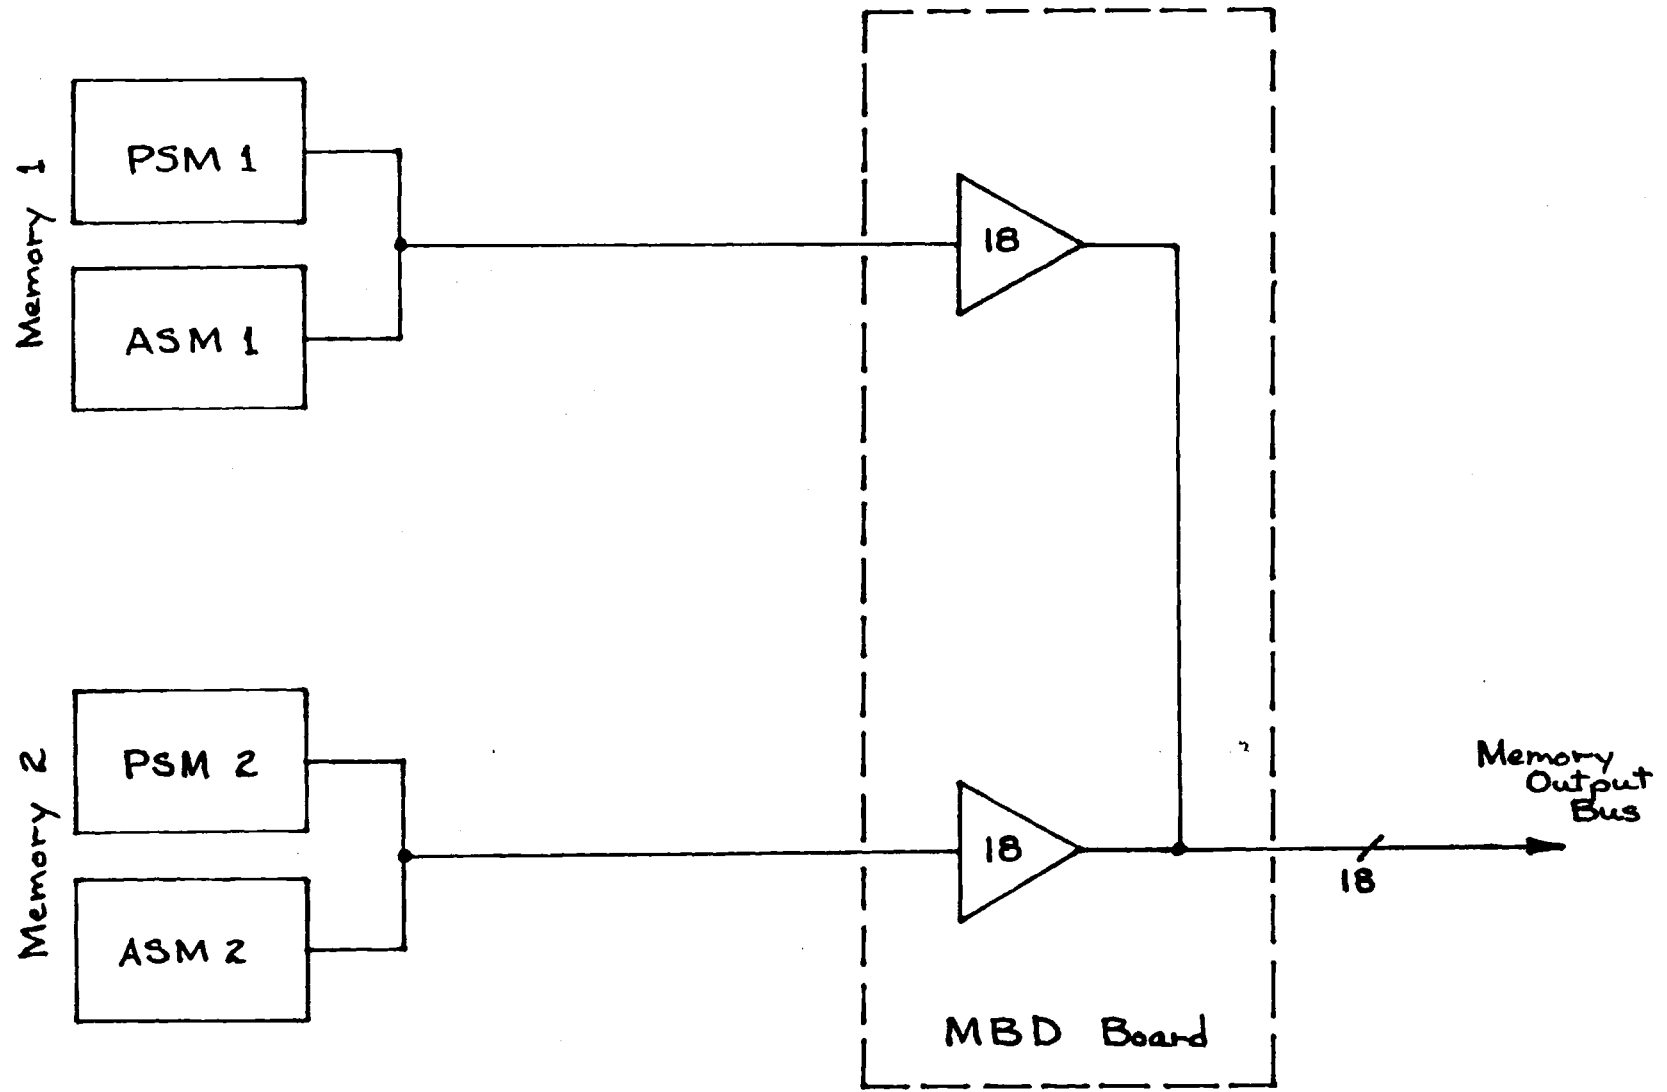 Memory 1
PSM 1
ASM 1
18
Memory 2
PSM 2
ASM 2
18
MBD Board
18
Memory
Output
Bus